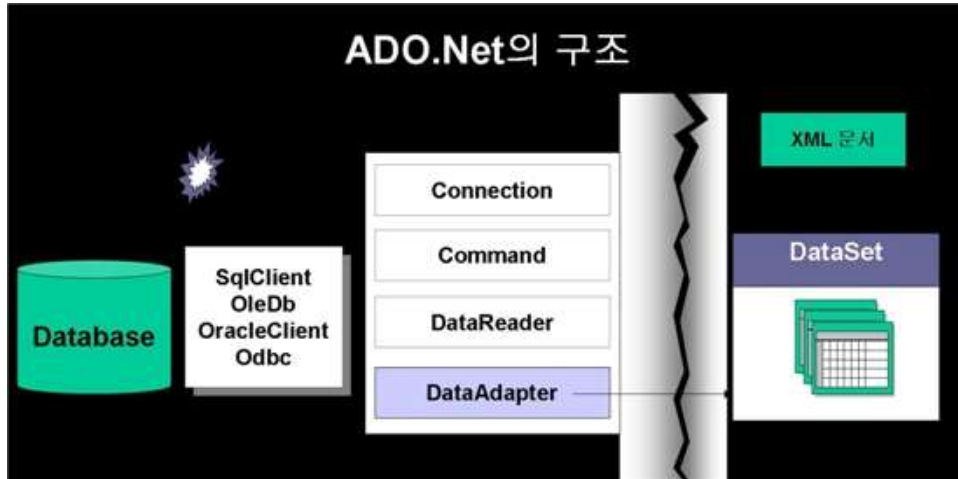 ADO.Net의 구조
XML 문서
Connection
Command
DataReader
DataAdapter
SqlClient
OleDb
OracleClient
Odbc
Database
DataSet